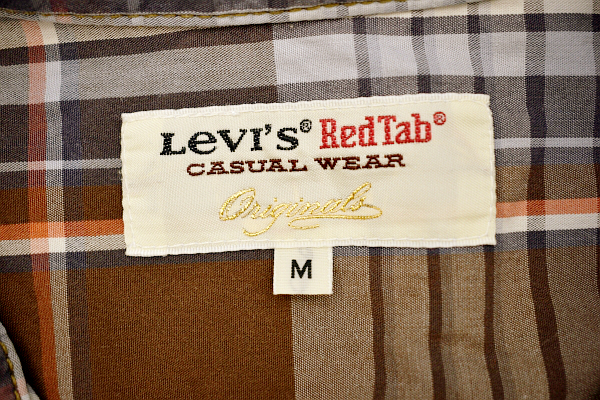 Levi's® RedTab®
CASUAL WEAR
Originals
M